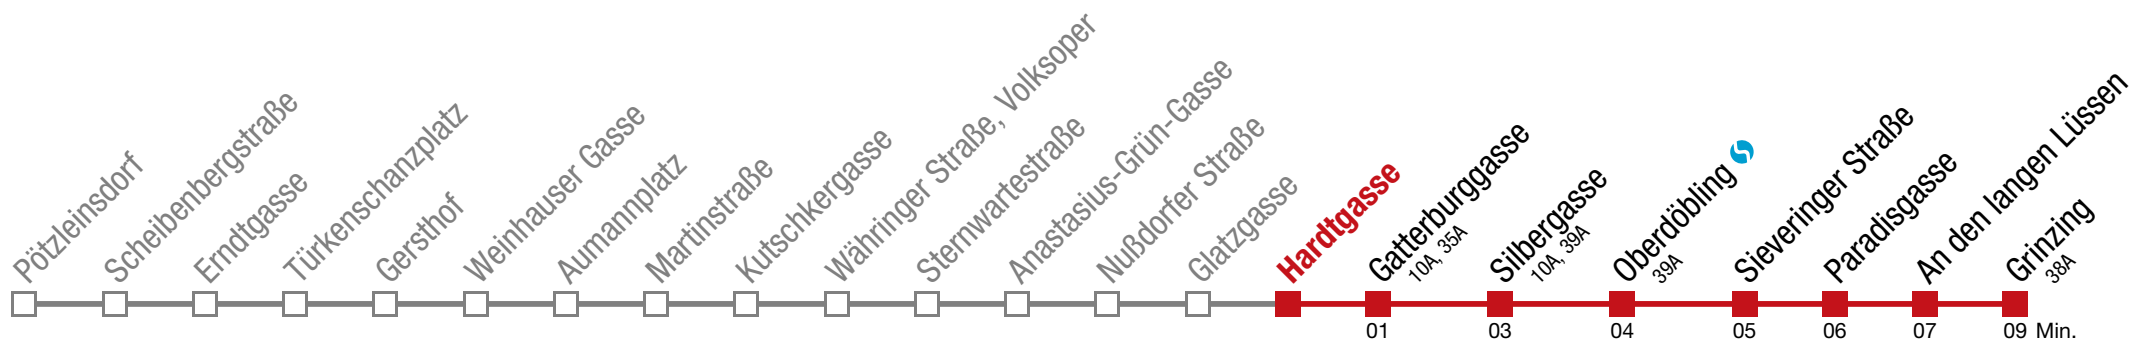 Pötzleinsdorf
Scheibenbergstraße
Erndtgasse
Türkenschanzplatz
Gersthof
Weinhauser Gasse
Aumannplatz
Martinstraße
Kutschkergasse
Währinger Straße, Volksoper
Sternwartestraße
Anastasius-Grün-Gasse
Nußdorfer Straße
Glatzgasse
Hardtgasse
Gatterburggasse
10A, 35A
Silbergasse
10A, 39A
Oberdöbling
39A
Sieveringer Straße
Paradisgasse
An den langen Lüssen
Grinzing
38A
01 03 04 05 06 07 09 Min.